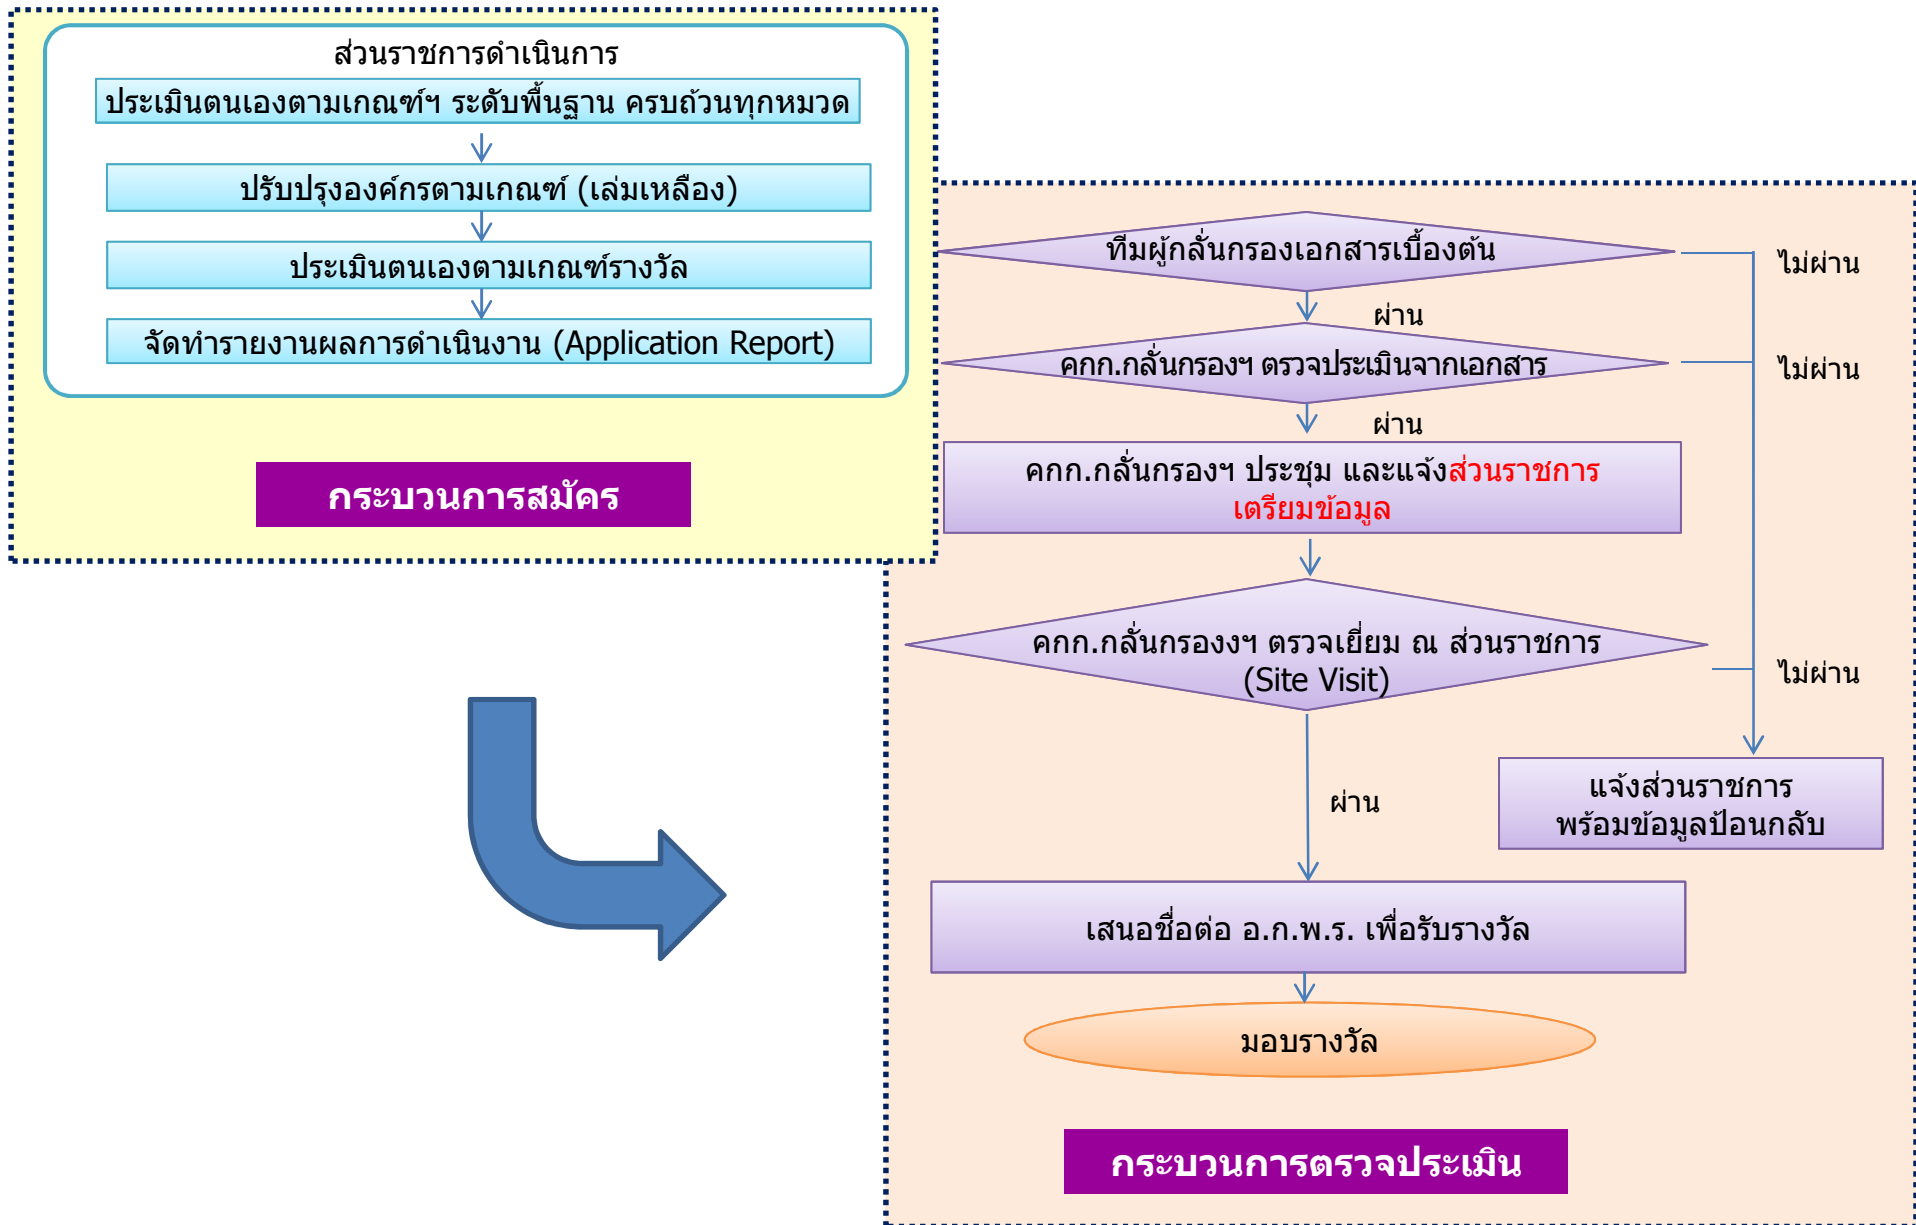 ส่วนราชการดำเนินการ
ประเมินตนเองตามเกณฑ์ฯ ระดับพื้นฐาน ครบถ้วนทุกหมวด
ปรับปรุงองค์กรตามเกณฑ์ (เล่มเหลือง)
ประเมินตนเองตามเกณฑ์รางวัล
จัดทำรายงานผลการดำเนินงาน (Application Report)
กระบวนการสมัคร
ทีมผู้กลั่นกรองเอกสารเบื้องต้น
ไม่ผ่าน
ผ่าน
คกก.กลั่นกรองฯ ตรวจประเมินจากเอกสาร
ไม่ผ่าน
ผ่าน
คกก.กลั่นกรองฯ ประชุม และแจ้งส่วนราชการ
เตรียมข้อมูล
คกก.กลั่นกรองงฯ ตรวจเยี่ยม ณ ส่วนราชการ
(Site Visit)
ไม่ผ่าน
ผ่าน
แจ้งส่วนราชการ
พร้อมข้อมูลป้อนกลับ
เสนอชื่อต่อ อ.ก.พ.ร. เพื่อรับรางวัล
มอบรางวัล
กระบวนการตรวจประเมิน